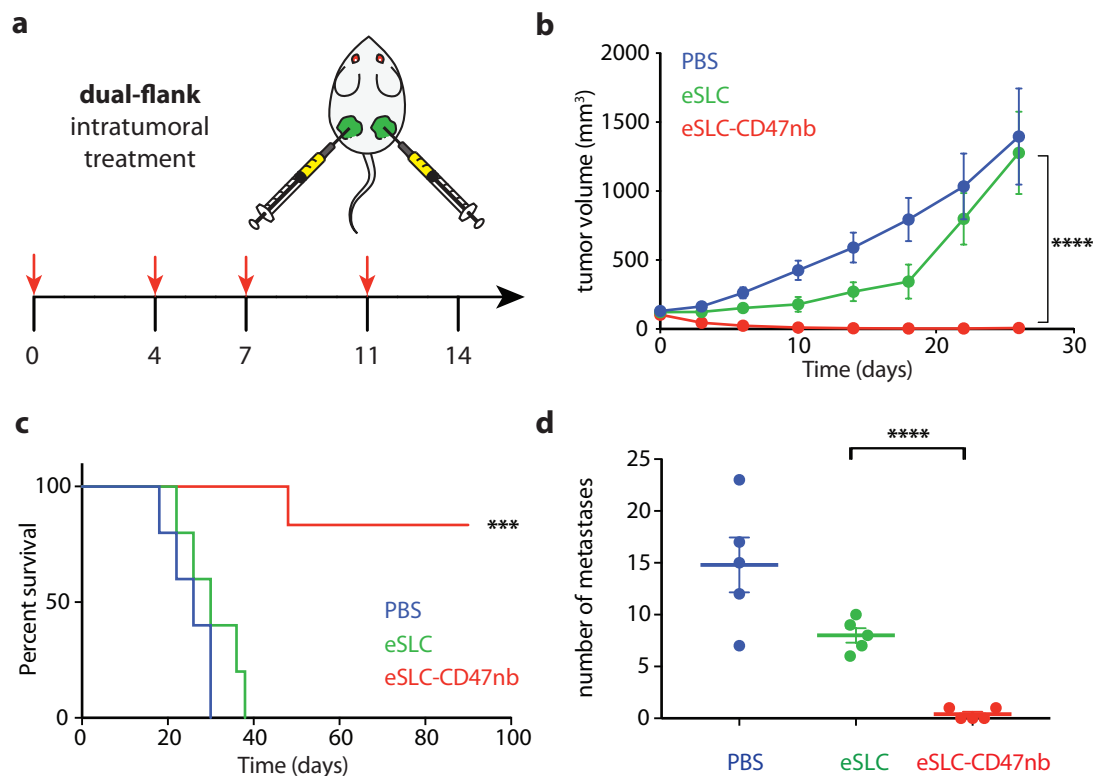 a
dual-flank
intratumoral
treatment
0 4 7 11 14
b
2000
1500
1000
500
0
tumor volume (mm³)
PBS
eSLC
eSLC-CD47nb
****
0 10 20 30
Time (days)
c
100
50
0
Percent survival
***
PBS
eSLC
eSLC-CD47nb
0 20 40 60 80 100
Time (days)
d
****
25
20
15
10
5
0
number of metastases
PBS eSLC eSLC-CD47nb